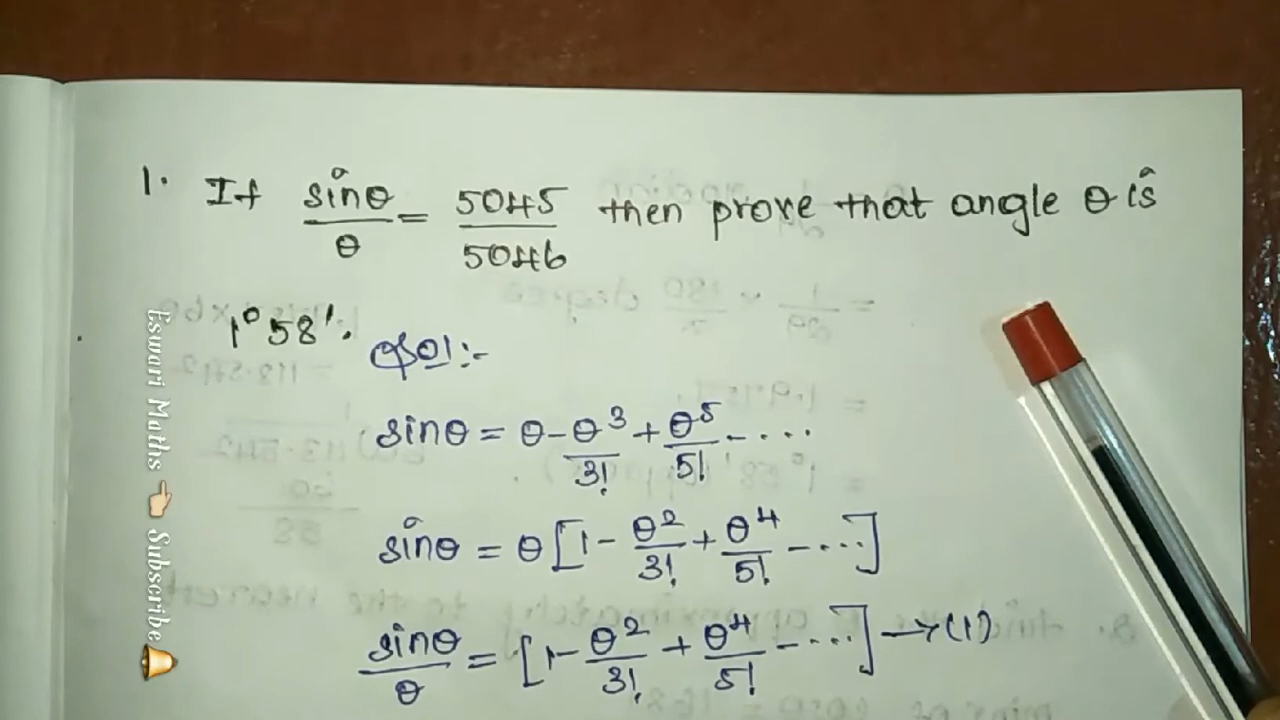 1. If sinθ/θ = 5045/5046 then prove that angle θ is
1° 58'.
Sol:-
sinθ = θ - θ³/3! + θ⁵/5! - ....
sinθ = θ[1 - θ²/3! + θ⁴/5! - ....]
sinθ/θ = [1 - θ²/3! + θ⁴/5! - ....] → (1)
Eswari Maths 👈🏻 Subscribe🔔